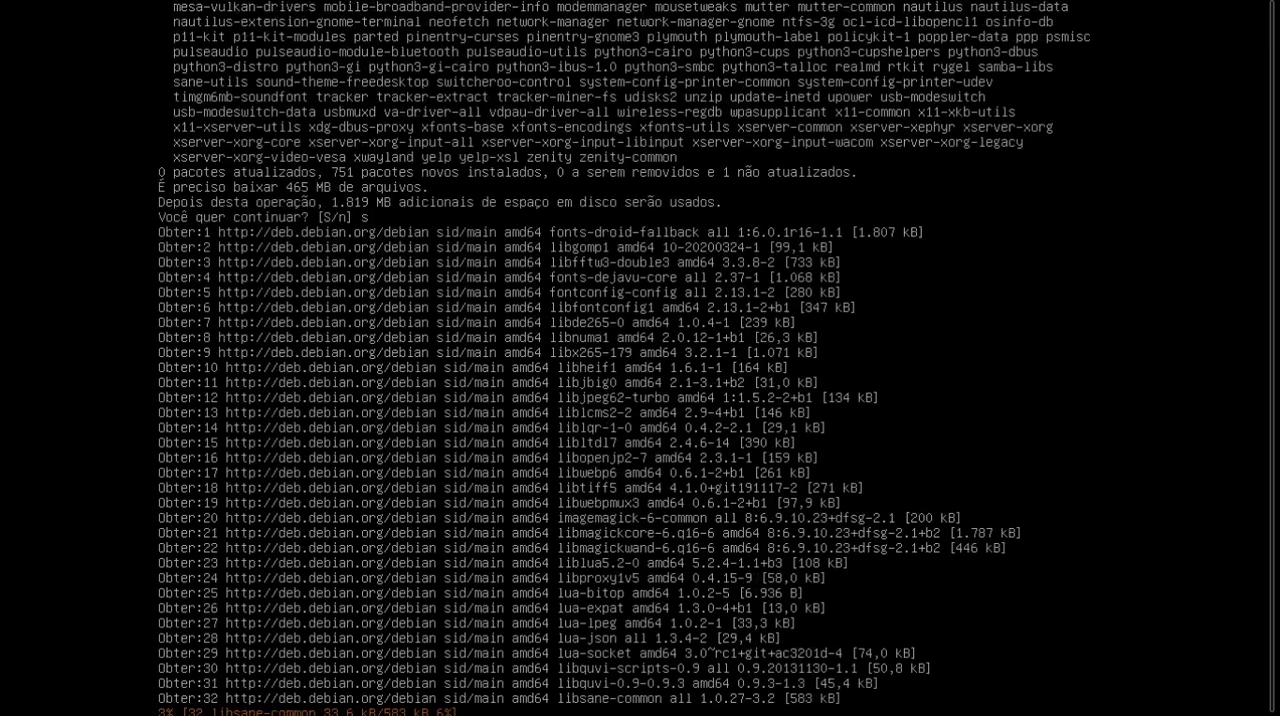 mesa-vulkan-drivers mobile-broadband-provider-info modemmanager mousetweaks mutter mutter-common nautilus nautilus-data
nautilus-extension-gnome-terminal neofetch network-manager network-manager-gnome ntfs-3g ocl-icd-libopencl1 osinfo-db
p11-kit p11-kit-modules parted pinentry-curses pinentry-gnome3 plymouth plymouth-label policykit-1 poppler-data ppp psmisc
pulseaudio pulseaudio-module-bluetooth pulseaudio-utils python3-cairo python3-cups python3-cupshelpers python3-dbus
python3-distro python3-gi python3-gi-cairo python3-ibus-1.0 python3-smbc python3-talloc realmd rtkit rygel samba-libs
sane-utils sound-theme-freedesktop switcheroo-control system-config-printer-common system-config-printer-udev
timgm6mb-soundfont tracker tracker-extract tracker-miner-fs udisks2 unzip update-inetd upower usb-modeswitch
usb-modeswitch-data usbmuxd va-driver-all vdpau-driver-all wireless-regdb wpasupplicant x11-common x11-xkb-utils
x11-xserver-utils xdg-dbus-proxy xfonts-base xfonts-encodings xfonts-utils xserver-common xserver-xephyr xserver-xorg
xserver-xorg-core xserver-xorg-input-all xserver-xorg-input-libinput xserver-xorg-input-wacom xserver-xorg-legacy
xserver-xorg-video-vesa xwayland yelp yelp-xsl zenity zenity-common
0 pacotes atualizados, 751 pacotes novos instalados, 0 a serem removidos e 1 não atualizados.
É preciso baixar 465 MB de arquivos.
Depois desta operação, 1.819 MB adicionais de espaço em disco serão usados.
Você quer continuar? [S/n] s
Obter:1 http://deb.debian.org/debian sid/main amd64 fonts-droid-fallback all 1:6.0.1r16-1.1 [1.807 kB]
Obter:2 http://deb.debian.org/debian sid/main amd64 libgomp1 amd64 10-20200324-1 [99,1 kB]
Obter:3 http://deb.debian.org/debian sid/main amd64 libfftw3-double3 amd64 3.3.8-2 [733 kB]
Obter:4 http://deb.debian.org/debian sid/main amd64 fonts-dejavu-core all 2.37-1 [1.068 kB]
Obter:5 http://deb.debian.org/debian sid/main amd64 fontconfig-config all 2.13.1-2 [280 kB]
Obter:6 http://deb.debian.org/debian sid/main amd64 libfontconfig1 amd64 2.13.1-2+b1 [347 kB]
Obter:7 http://deb.debian.org/debian sid/main amd64 libde265-0 amd64 1.0.4-1 [239 kB]
Obter:8 http://deb.debian.org/debian sid/main amd64 libnuma1 amd64 2.0.12-1+b1 [26,3 kB]
Obter:9 http://deb.debian.org/debian sid/main amd64 libx265-179 amd64 3.2.1-1 [1.071 kB]
Obter:10 http://deb.debian.org/debian sid/main amd64 libheif1 amd64 1.6.1-1 [164 kB]
Obter:11 http://deb.debian.org/debian sid/main amd64 libjbig0 amd64 2.1-3.1+b2 [31,0 kB]
Obter:12 http://deb.debian.org/debian sid/main amd64 libjpeg62-turbo amd64 1:1.5.2-2+b1 [134 kB]
Obter:13 http://deb.debian.org/debian sid/main amd64 liblcms2-2 amd64 2.9-4+b1 [146 kB]
Obter:14 http://deb.debian.org/debian sid/main amd64 liblqr-1-0 amd64 0.4.2-2.1 [29,1 kB]
Obter:15 http://deb.debian.org/debian sid/main amd64 libltdl7 amd64 2.4.6-14 [390 kB]
Obter:16 http://deb.debian.org/debian sid/main amd64 libopenjp2-7 amd64 2.3.1-1 [159 kB]
Obter:17 http://deb.debian.org/debian sid/main amd64 libwebp6 amd64 0.6.1-2+b1 [261 kB]
Obter:18 http://deb.debian.org/debian sid/main amd64 libtiff5 amd64 4.1.0+git191117-2 [271 kB]
Obter:19 http://deb.debian.org/debian sid/main amd64 libwebpmux3 amd64 0.6.1-2+b1 [97,9 kB]
Obter:20 http://deb.debian.org/debian sid/main amd64 imagemagick-6-common all 8:6.9.10.23+dfsg-2.1 [200 kB]
Obter:21 http://deb.debian.org/debian sid/main amd64 libmagickcore-6.q16-6 amd64 8:6.9.10.23+dfsg-2.1+b2 [1.787 kB]
Obter:22 http://deb.debian.org/debian sid/main amd64 libmagickwand-6.q16-6 amd64 8:6.9.10.23+dfsg-2.1+b2 [446 kB]
Obter:23 http://deb.debian.org/debian sid/main amd64 liblua5.2-0 amd64 5.2.4-1.1+b3 [108 kB]
Obter:24 http://deb.debian.org/debian sid/main amd64 libproxy1v5 amd64 0.4.15-9 [58,0 kB]
Obter:25 http://deb.debian.org/debian sid/main amd64 lua-bitop amd64 1.0.2-5 [6.936 B]
Obter:26 http://deb.debian.org/debian sid/main amd64 lua-expat amd64 1.3.0-4+b1 [13,0 kB]
Obter:27 http://deb.debian.org/debian sid/main amd64 lua-lpeg amd64 1.0.2-1 [33,3 kB]
Obter:28 http://deb.debian.org/debian sid/main amd64 lua-json all 1.3.4-2 [29,4 kB]
Obter:29 http://deb.debian.org/debian sid/main amd64 lua-socket amd64 3.0~rc1+git+ac3201d-4 [74,0 kB]
Obter:30 http://deb.debian.org/debian sid/main amd64 libquvi-scripts-0.9 all 0.9.20131130-1.1 [50,8 kB]
Obter:31 http://deb.debian.org/debian sid/main amd64 libquvi-0.9-0.9.3 amd64 0.9.3-1.3 [45,4 kB]
Obter:32 http://deb.debian.org/debian sid/main amd64 libsane-common all 1.0.27-3.2 [583 kB]
3% [32 libsane-common 33,6 kB/583 kB 6%]